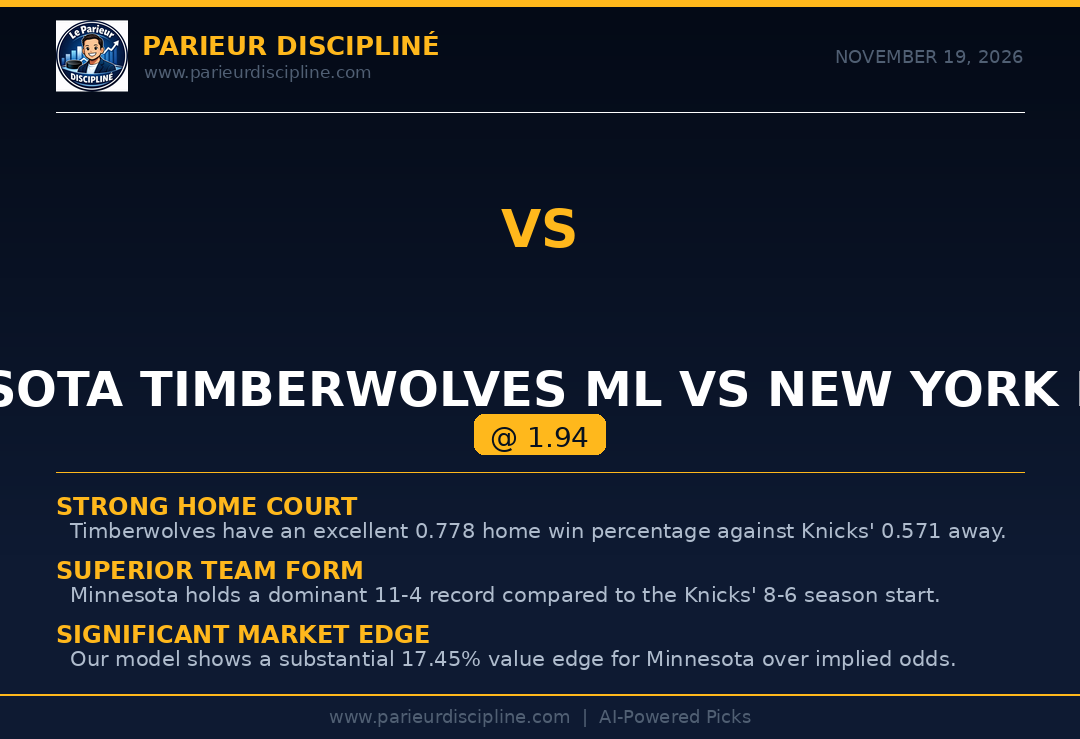 Le Parieur
DISCIPLINÉ
PARIEUR DISCIPLINÉ
www.parieurdiscipline.com
NOVEMBER 19, 2026
VS
SOTA TIMBERWOLVES ML VS NEW YORK
@ 1.94
STRONG HOME COURT
Timberwolves have an excellent 0.778 home win percentage against Knicks' 0.571 away.
SUPERIOR TEAM FORM
Minnesota holds a dominant 11-4 record compared to the Knicks' 8-6 season start.
SIGNIFICANT MARKET EDGE
Our model shows a substantial 17.45% value edge for Minnesota over implied odds.
www.parieurdiscipline.com | AI-Powered Picks